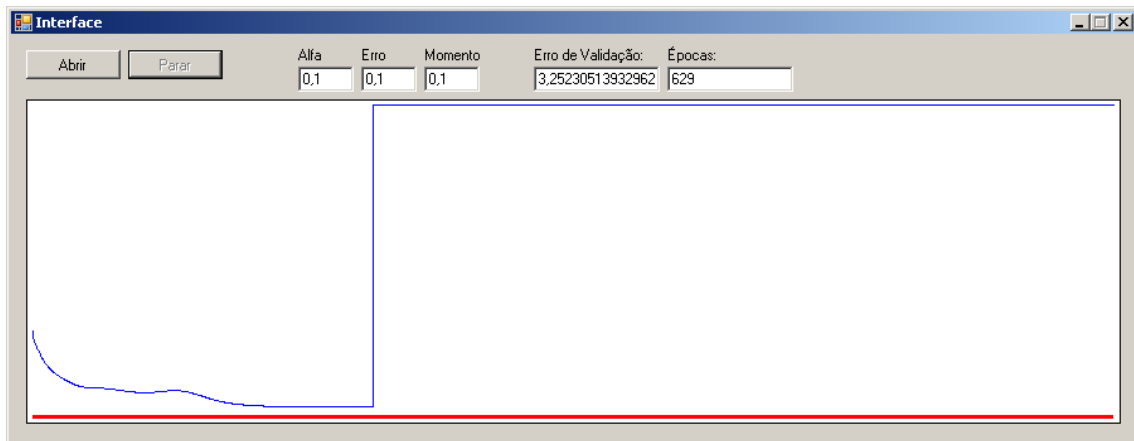 Interface
Abrir
Parar
Alfa
Erro
Momento
Erro de Validação:
Épocas:
0,1
0,1
0,1
3,25230513932962
629